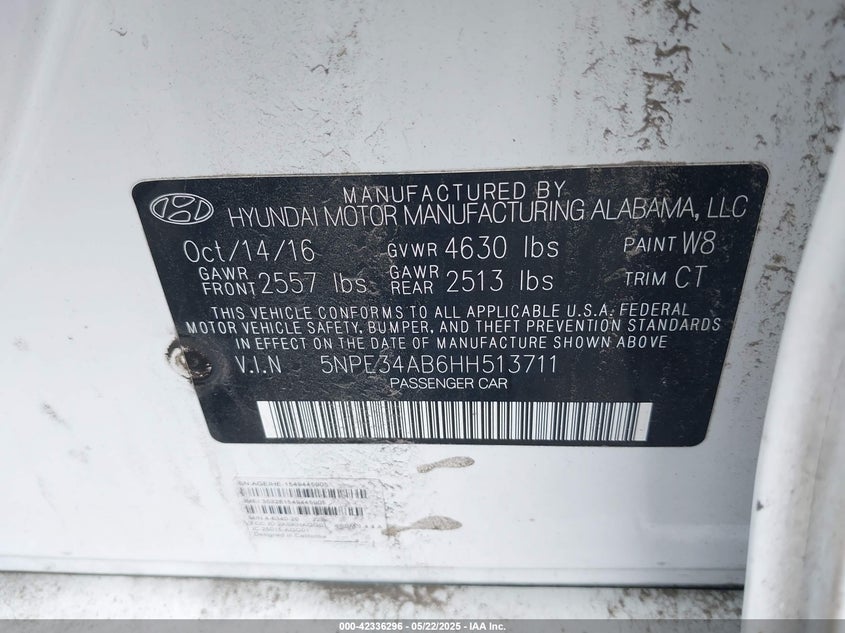 MANUFACTURED BY
HYUNDAI MOTOR MANUFACTURING ALABAMA, LLC
Oct/14/16 GVWR 4630 lbs PAINT W8
GAWR FRONT 2557 lbs GAWR REAR 2513 lbs TRIM CT
THIS VEHICLE CONFORMS TO ALL APPLICABLE U.S.A. FEDERAL
MOTOR VEHICLE SAFETY, BUMPER, AND THEFT PREVENTION STANDARDS
IN EFFECT ON THE DATE OF MANUFACTURE SHOWN ABOVE
V.I.N 5NPE34AB6HH513711
PASSENGER CAR
Designed in California
000-42336296 - 05/22/2025 - IAA Inc.